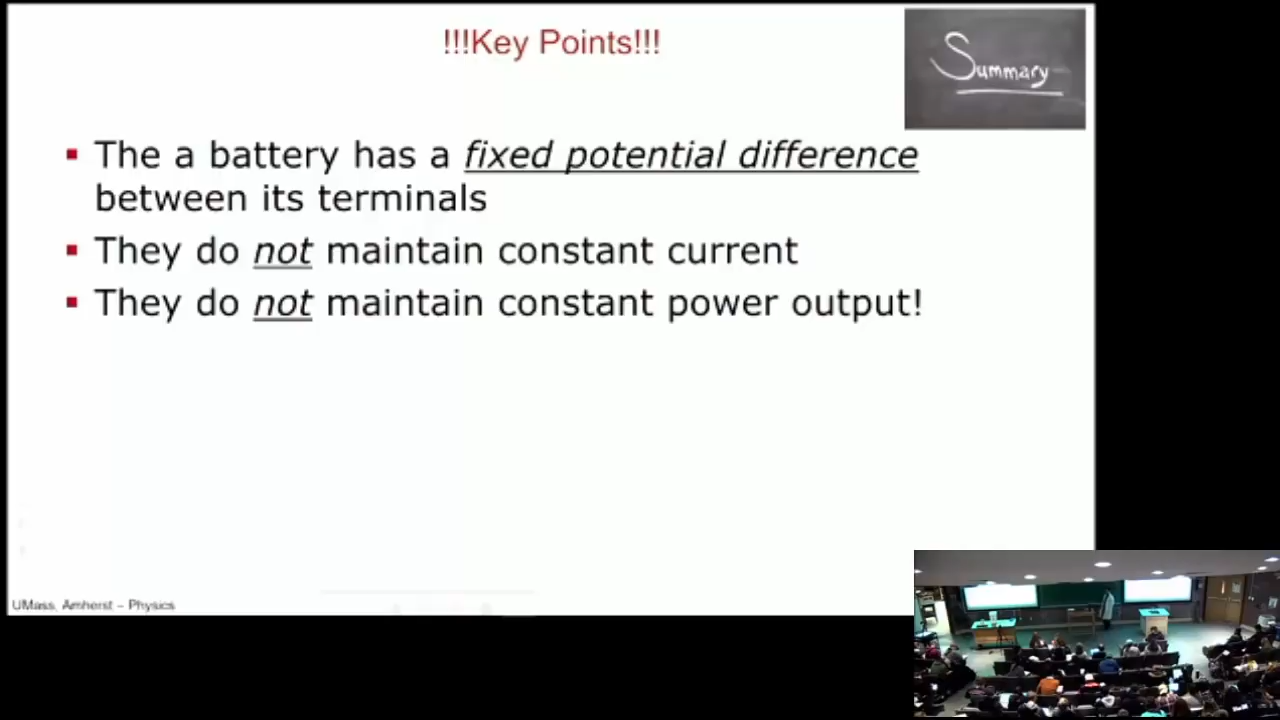 !!!Key Points!!!
Summary
▪ The a battery has a fixed potential difference
between its terminals
▪ They do not maintain constant current
▪ They do not maintain constant power output!
UMass, Amherst – Physics